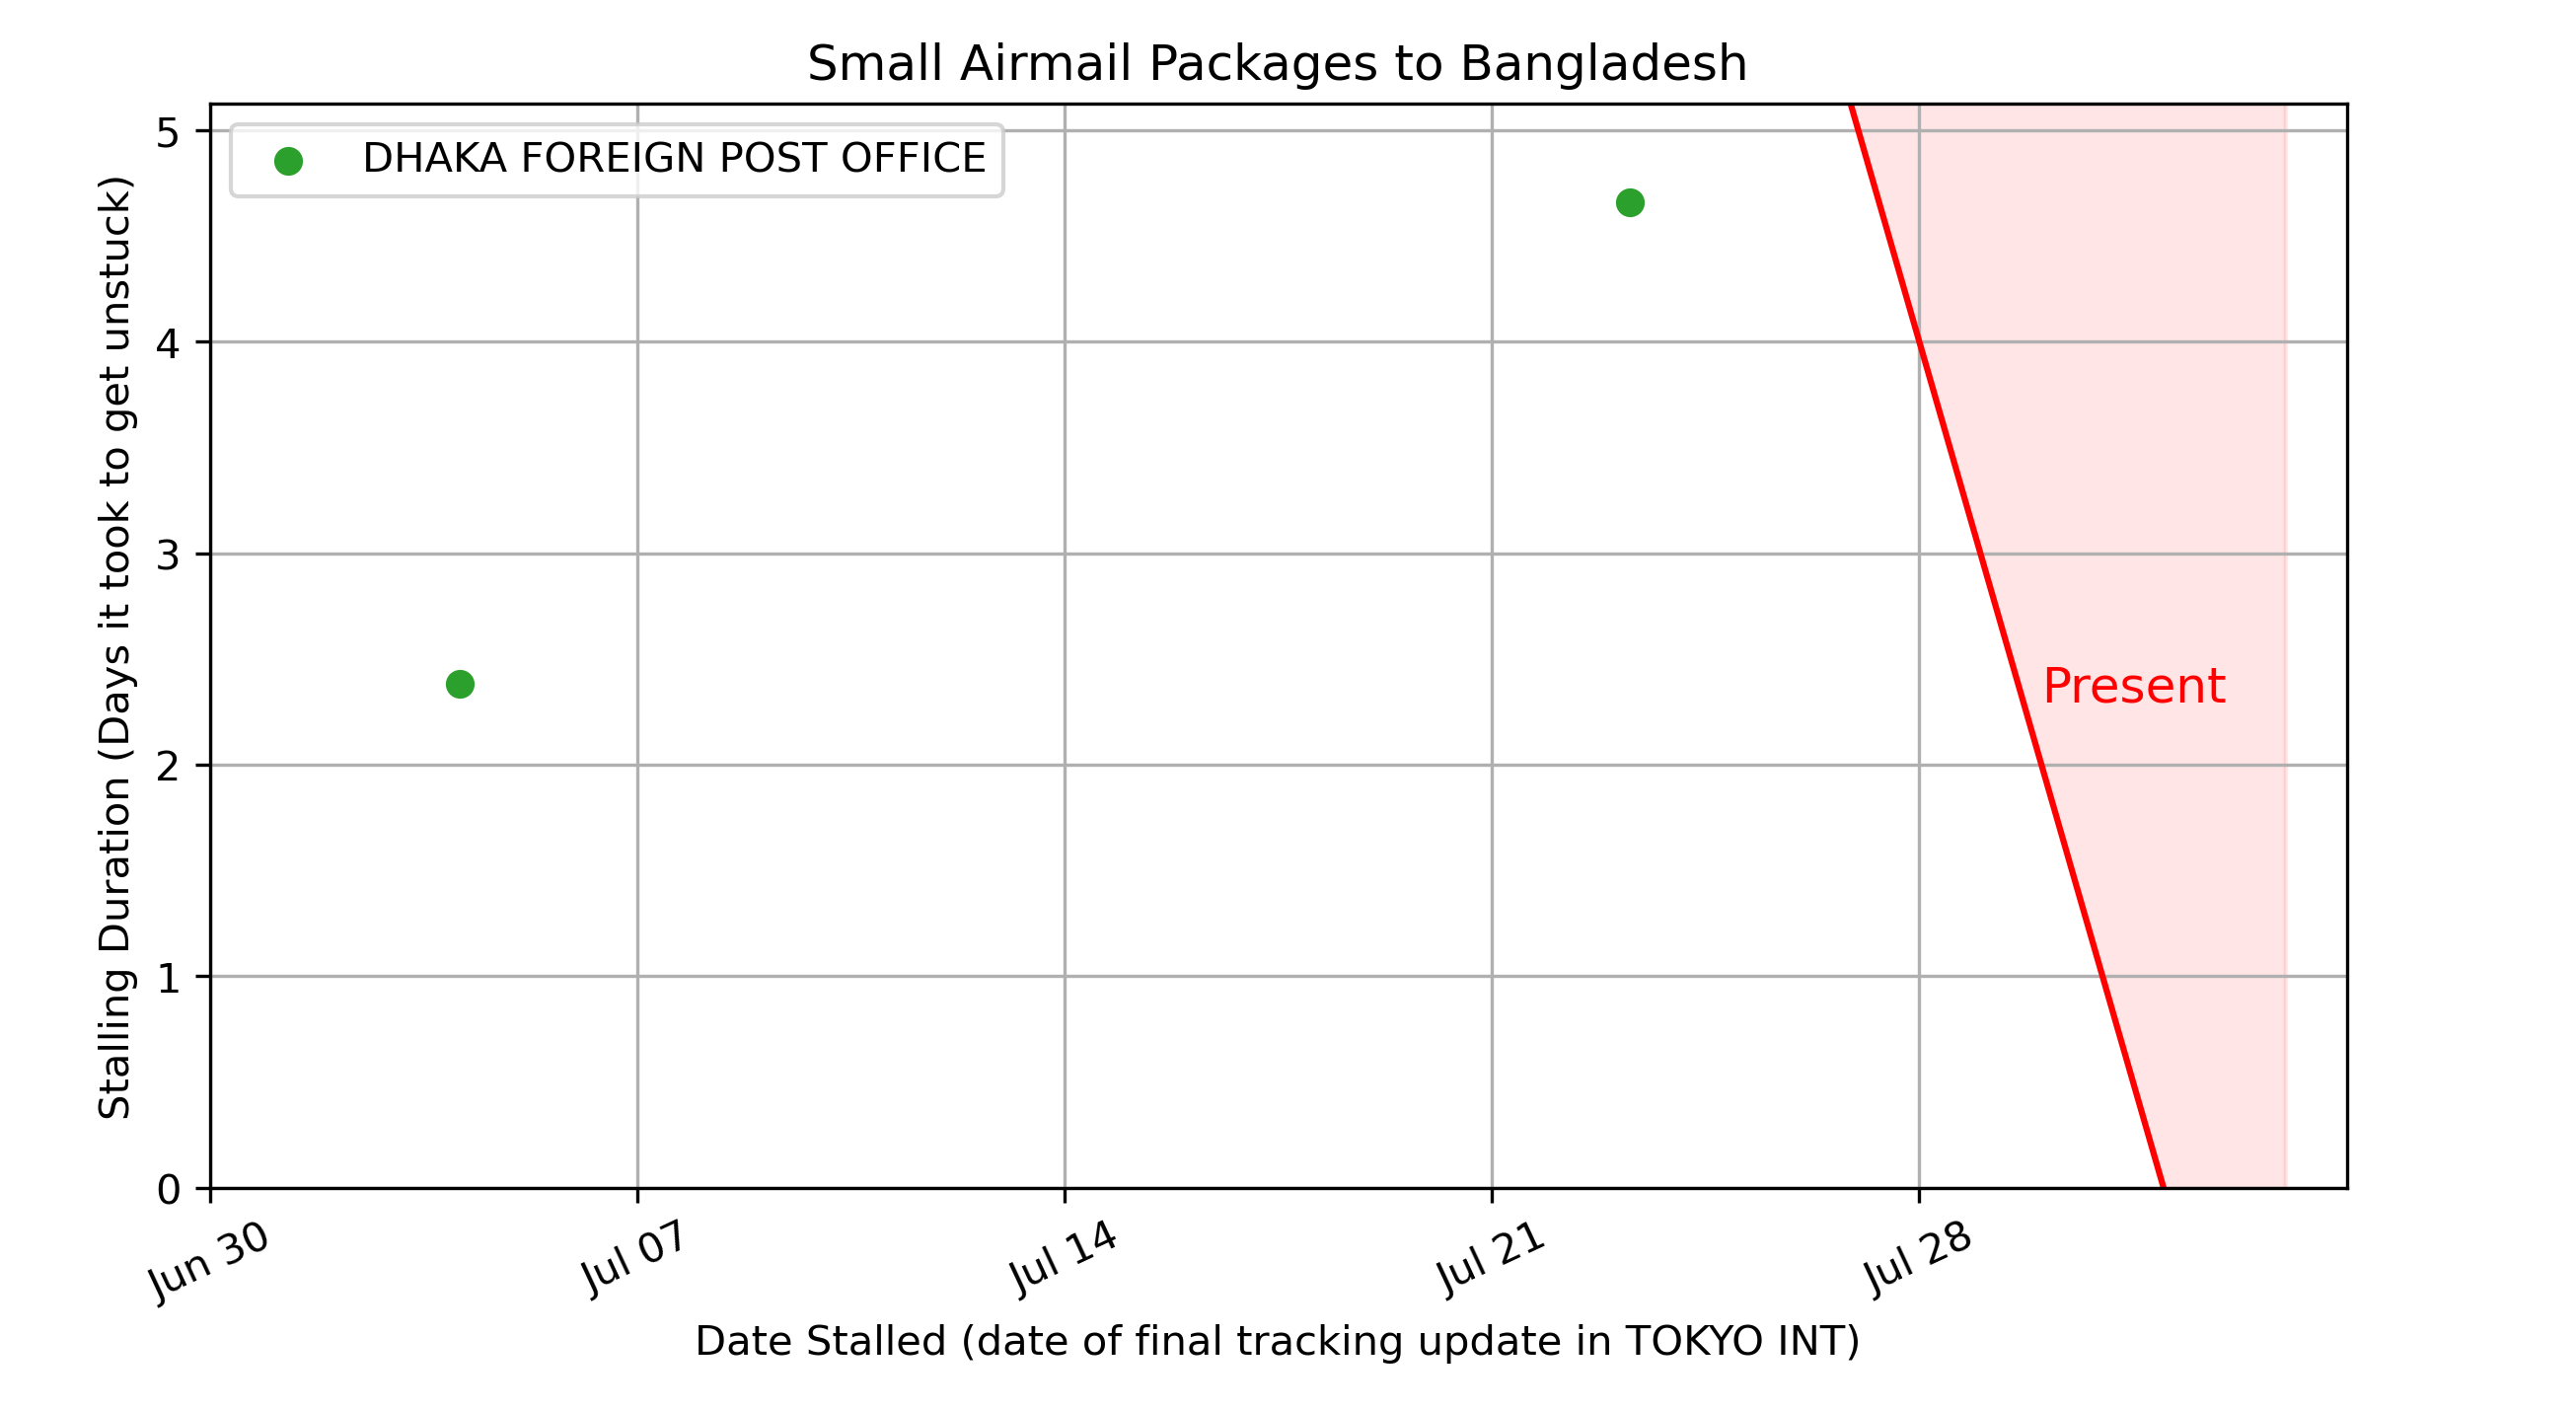 Small Airmail Packages to Bangladesh
DHAKA FOREIGN POST OFFICE
Stalling Duration (Days it took to get unstuck)
5
4
3
2
1
0
Present
Jun 30
Jul 07
Jul 14
Jul 21
Jul 28
Date Stalled (date of final tracking update in TOKYO INT)